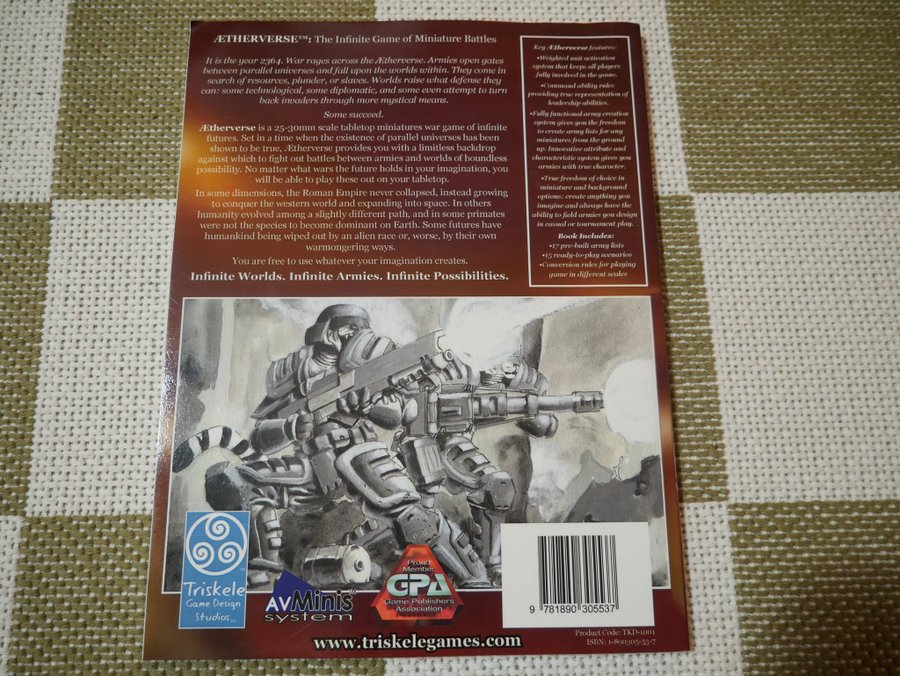 ÆTHERVERSE™: The Infinite Game of Miniature Battles
It is the year 2364. War rages across the Ætherverse. Armies open gates
between parallel universes and fall upon the worlds within. They come in
search of resources, plunder, or slaves. Worlds raise what defense they
can: some technological, some diplomatic, and some even attempt to turn
back invaders through more mystical means.
Some succeed.
Ætherverse is a 25-30mm scale tabletop miniatures war game of infinite
futures. Set in a time when the existence of parallel universes has been
shown to be true, Ætherverse provides you with a limitless backdrop
against which to fight out battles between armies and worlds of boundless
possibility. No matter what wars the future holds in your imagination, you
will be able to play these out on your tabletop.
In some dimensions, the Roman Empire never collapsed, instead growing
to conquer the western world and expanding into space. In others
humanity evolved among a slightly different path, and in some primates
were not the species to become dominant on Earth. Some futures have
humankind being wiped out by an alien race or, worse, by their own
warmongering ways.
You are free to use whatever your imagination creates.
Infinite Worlds. Infinite Armies. Infinite Possibilities.
Key Ætherverse features:
•Weighted unit activation
system that keeps all players
fully involved in the game.
•Command ability rules
providing true representation of
leadership abilities.
•Fully functional army creation
system gives you the freedom
to create army lists for any
miniatures from the ground
up. Innovative attribute and
characteristic system gives you
armies with true character.
•True freedom of choice in
miniature and background
options: create anything you
imagine and always have the
ability to field armies you design
in casual or tournament play.
Book Includes:
•17 pre-built army lists
•15 ready-to-play scenarios
•Conversion rules for playing
game in different scales
Triskele
Game Design
Studios
AVMinis
system
Proud
Member
GPA
Game Publishers
Association
www.triskelegames.com
9 781890 305537
Product Code: TKD-1001
ISBN: 1-890305-53-7